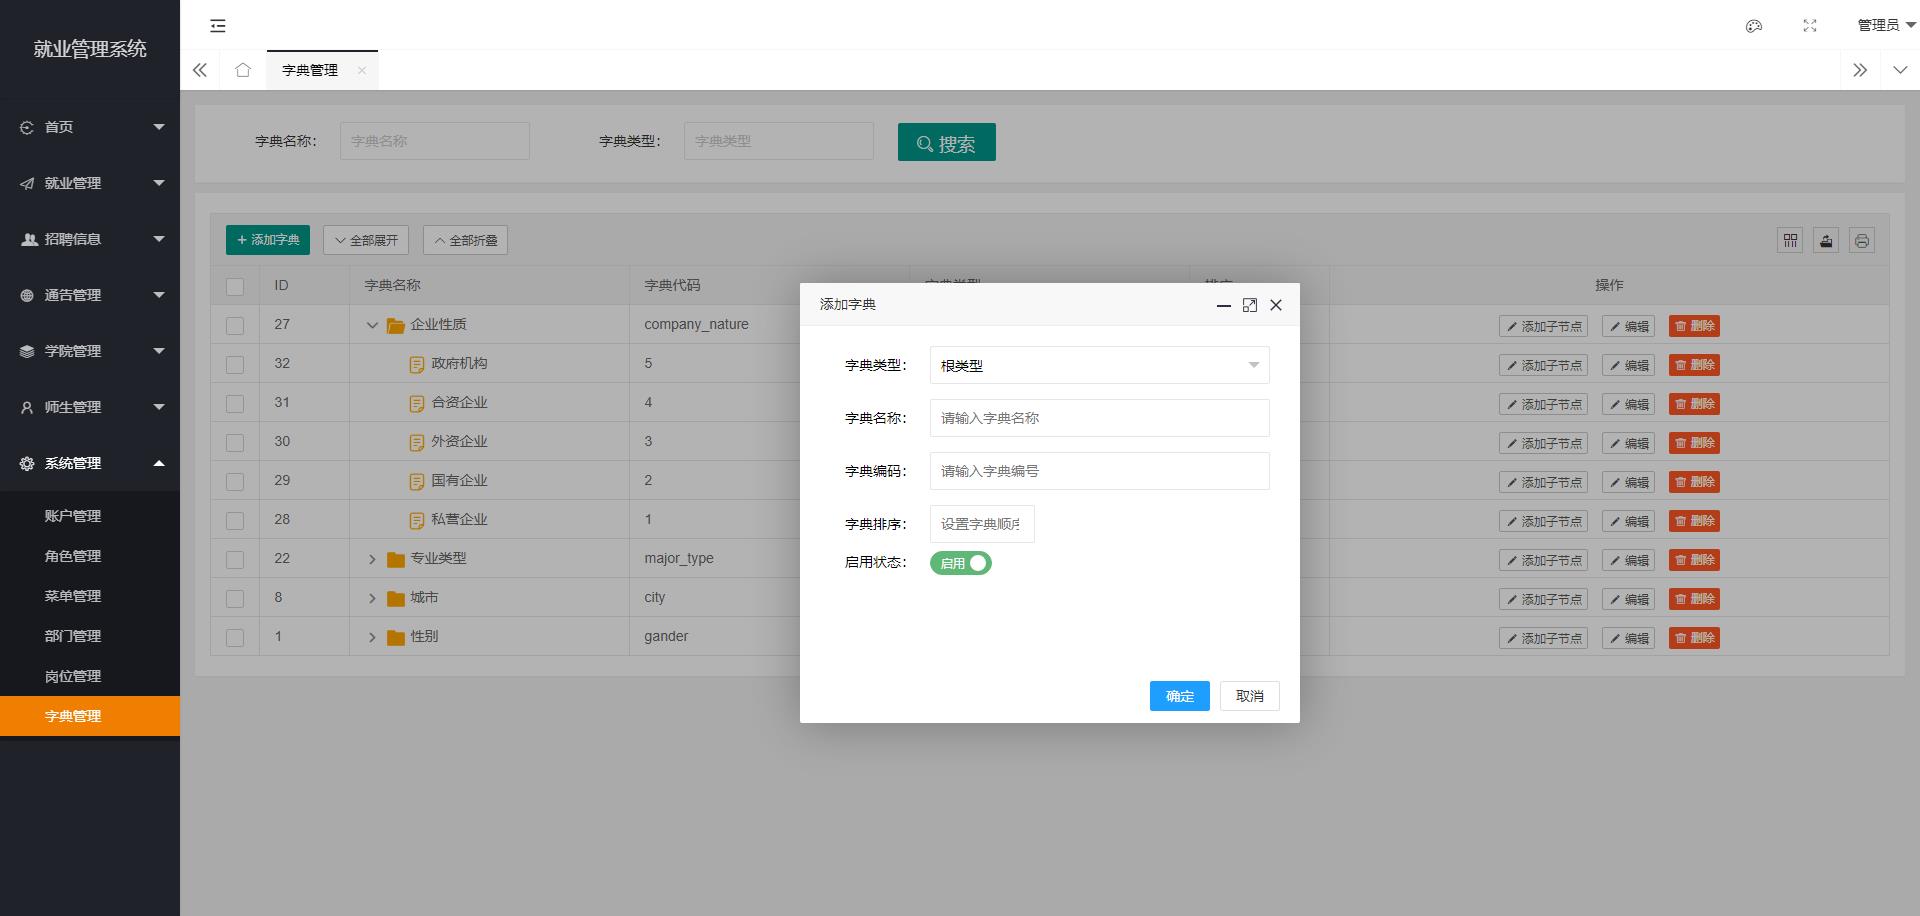 就业管理系统
管理员
字典管理
首页
就业管理
招聘信息
通告管理
学院管理
师生管理
系统管理
账户管理
角色管理
菜单管理
部门管理
岗位管理
字典管理
字典名称： 字典名称 字典类型： 字典类型 搜索
添加字典 全部展开 全部折叠
ID 字典名称 字典代码 字典类型 排序 操作
27 企业性质 company_nature 添加子节点 编辑 删除
32 政府机构 5 添加子节点 编辑 删除
31 合资企业 4 添加子节点 编辑 删除
30 外资企业 3 添加子节点 编辑 删除
29 国有企业 2 添加子节点 编辑 删除
28 私营企业 1 添加子节点 编辑 删除
22 专业类型 major_type 添加子节点 编辑 删除
8 城市 city 添加子节点 编辑 删除
1 性别 gander 添加子节点 编辑 删除
添加字典
字典类型： 根类型
字典名称： 请输入字典名称
字典编码： 请输入字典编号
字典排序： 设置字典顺序
启用状态： 启用
确定 取消